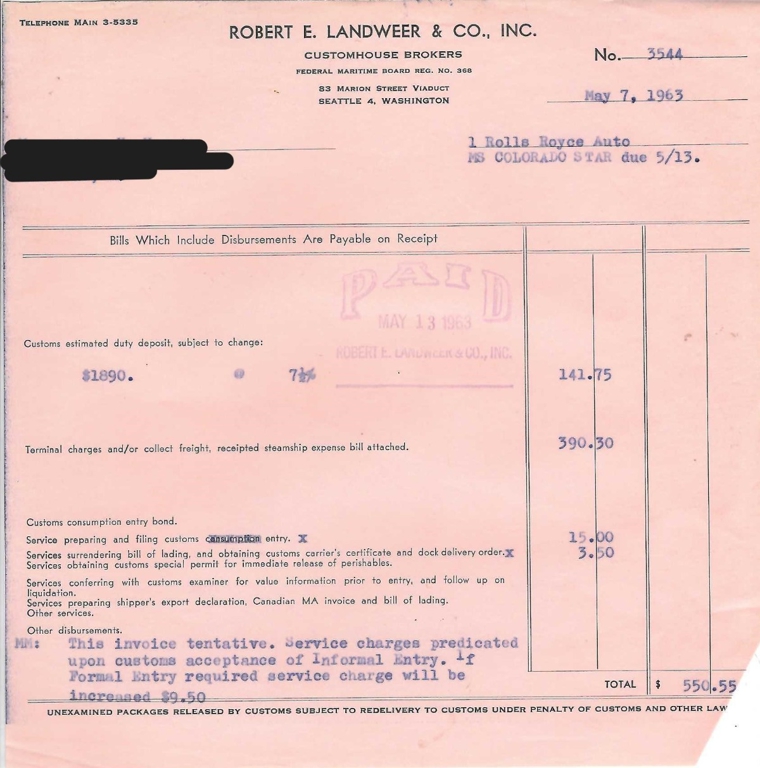 TELEPHONE MAIN 3-5335
ROBERT E. LANDWEER & CO., INC.
CUSTOMHOUSE BROKERS
FEDERAL MARITIME BOARD REG. NO. 368
83 MARION STREET VIADUCT
SEATTLE 4, WASHINGTON
No. 3544
May 7, 1963
1 Rolls Royce Auto
MS COLORADO STAR due 5/13.
Bills Which Include Disbursements Are Payable on Receipt
PAID
MAY 13 1963
ROBERT E. LANDWEER & CO., INC.
Customs estimated duty deposit, subject to change:
$1890. @ 7½% 141.75
Terminal charges and/or collect freight, receipted steamship expense bill attached. 390.30
Customs consumption entry bond.
Service preparing and filing customs consumption entry. X 15.00
Services surrendering bill of lading, and obtaining customs carrier's certificate and dock delivery order. X 3.50
Services obtaining customs special permit for immediate release of perishables.
Services conferring with customs examiner for value information prior to entry, and follow up on
liquidation.
Services preparing shipper's export declaration, Canadian MA invoice and bill of lading.
Other services.
Other disbursements.
MM: This invoice tentative. Service charges predicated
upon customs acceptance of Informal Entry. If
Formal Entry required service charge will be
increased $9.50
TOTAL $ 550.55
UNEXAMINED PACKAGES RELEASED BY CUSTOMS SUBJECT TO REDELIVERY TO CUSTOMS UNDER PENALTY OF CUSTOMS AND OTHER LAW